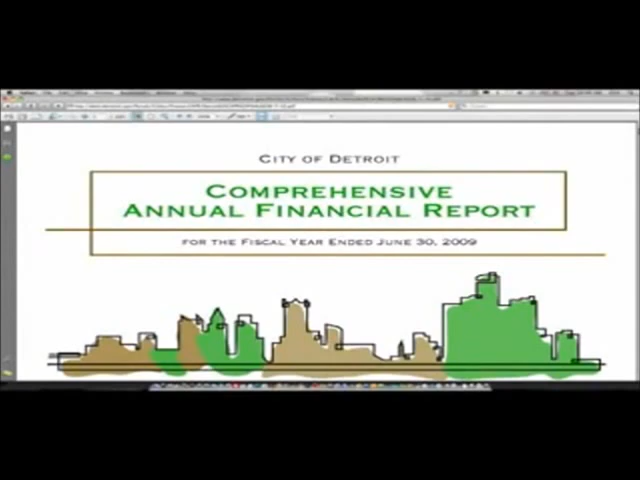 CITY OF DETROIT
COMPREHENSIVE
ANNUAL FINANCIAL REPORT
FOR THE FISCAL YEAR ENDED JUNE 30, 2009